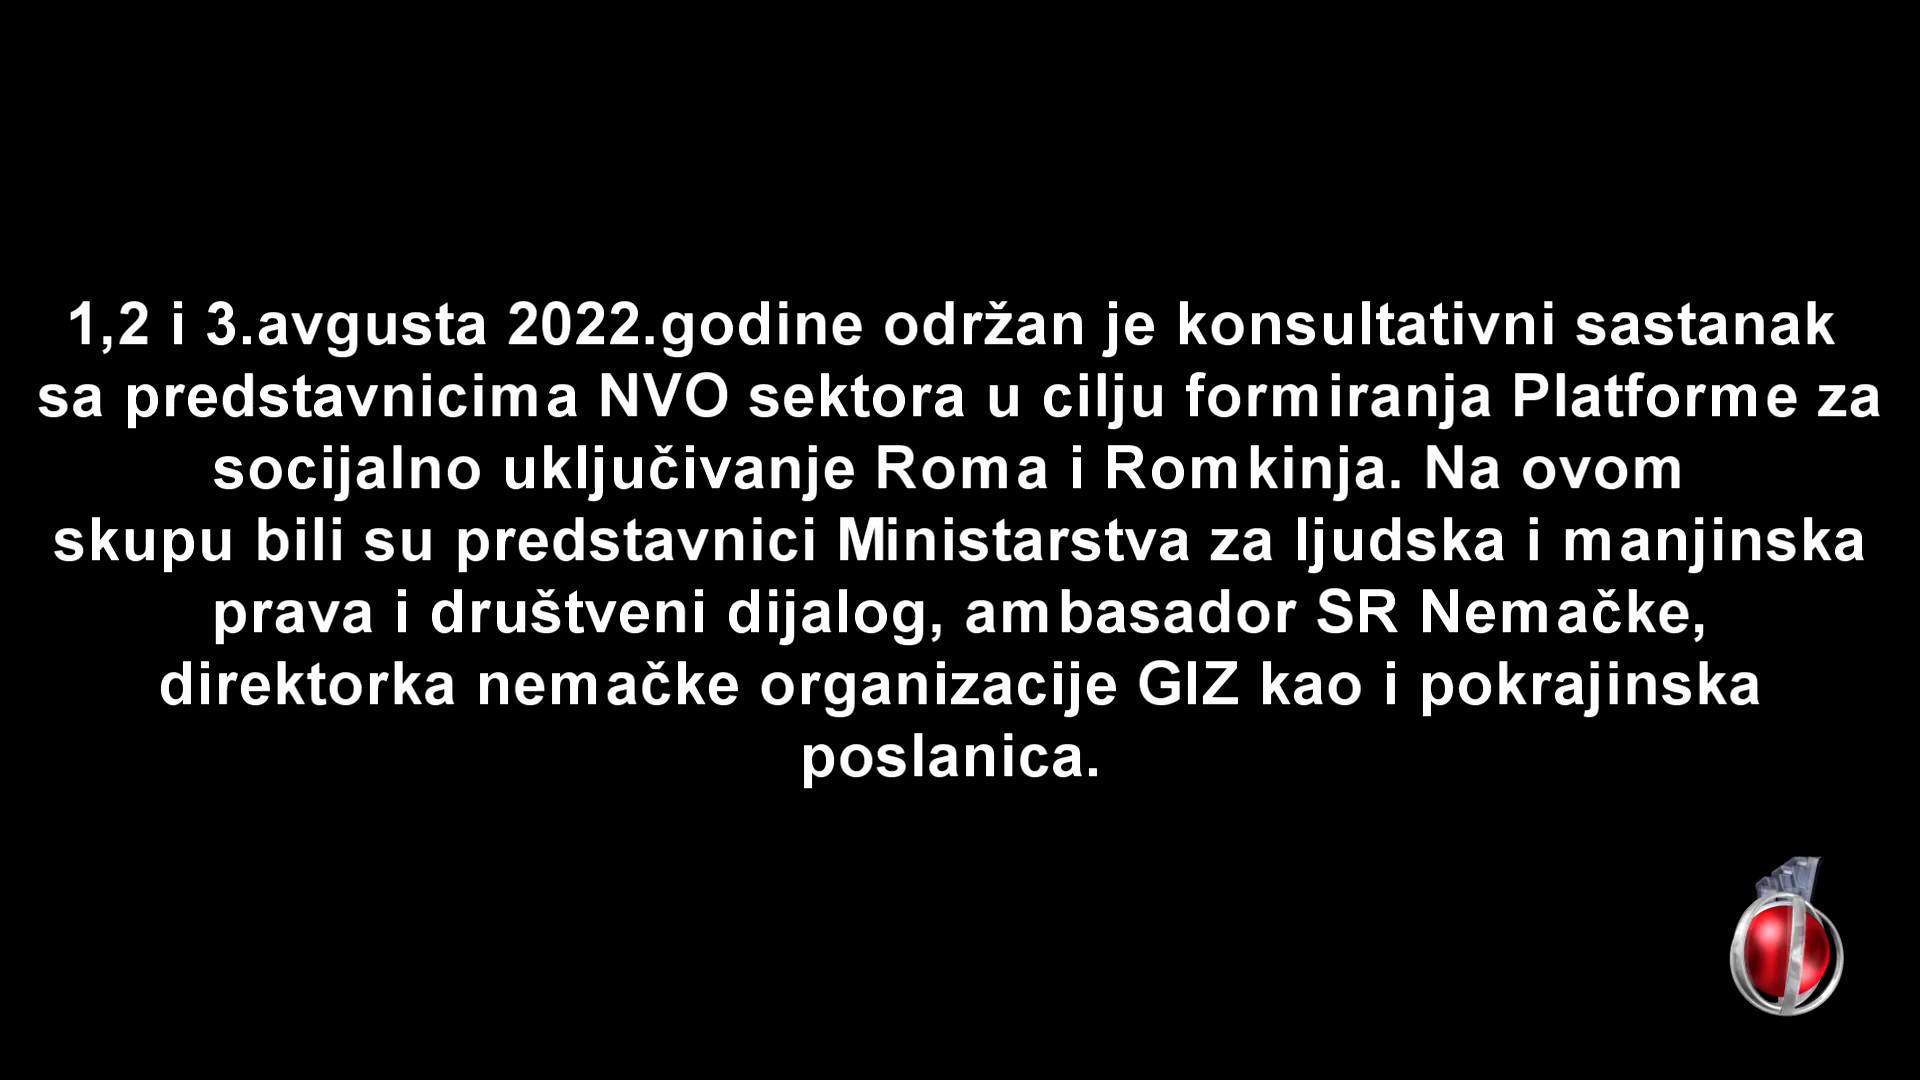 1,2 i 3.avgusta 2022.godine održan je konsultativni sastanak
sa predstavnicima NVO sektora u cilju formiranja Platforme za
socijalno uključivanje Roma i Romkinja. Na ovom
skupu bili su predstavnici Ministarstva za ljudska i manjinska
prava i društveni dijalog, ambasador SR Nemačke,
direktorka nemačke organizacije GIZ kao i pokrajinska
poslanica.